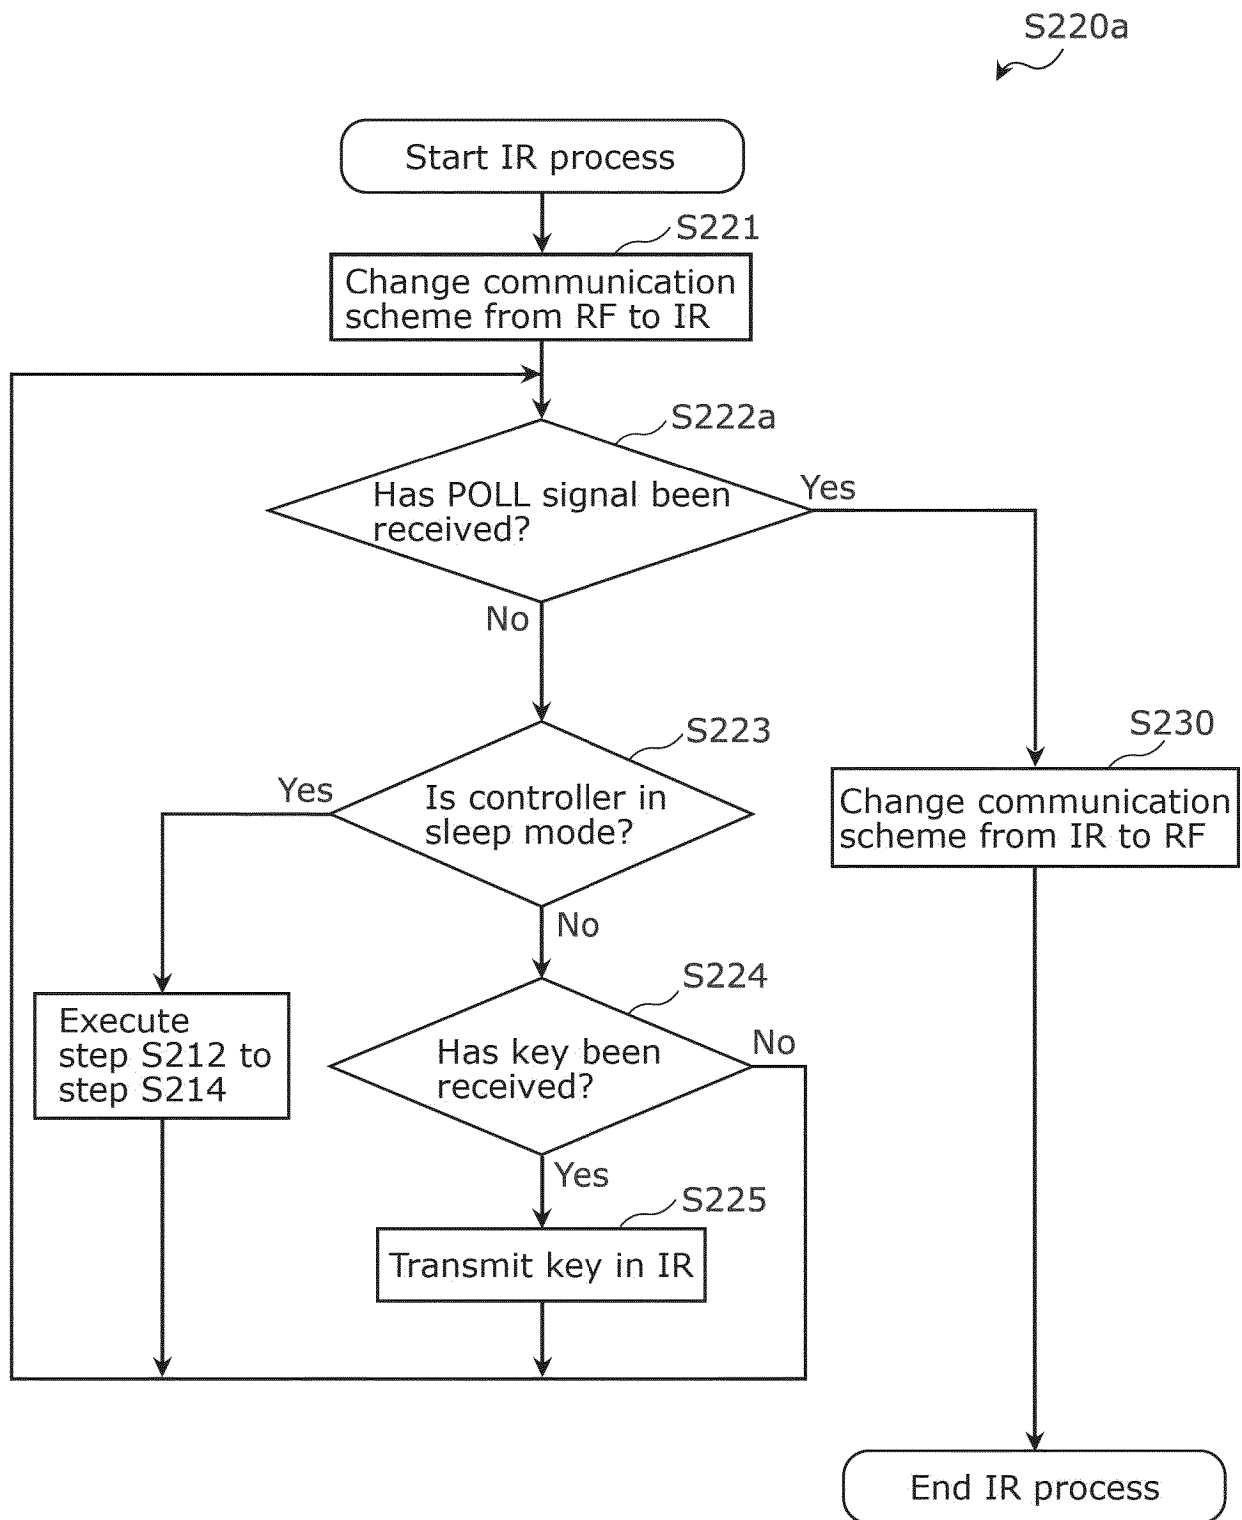 S220a
Start IR process
S221
Change communication
scheme from RF to IR
S222a
Has POLL signal been
received?
Yes
No
S223
Is controller in
sleep mode?
Yes
No
S230
Change communication
scheme from IR to RF
Execute
step S212 to
step S214
S224
Has key been
received?
No
Yes
S225
Transmit key in IR
End IR process